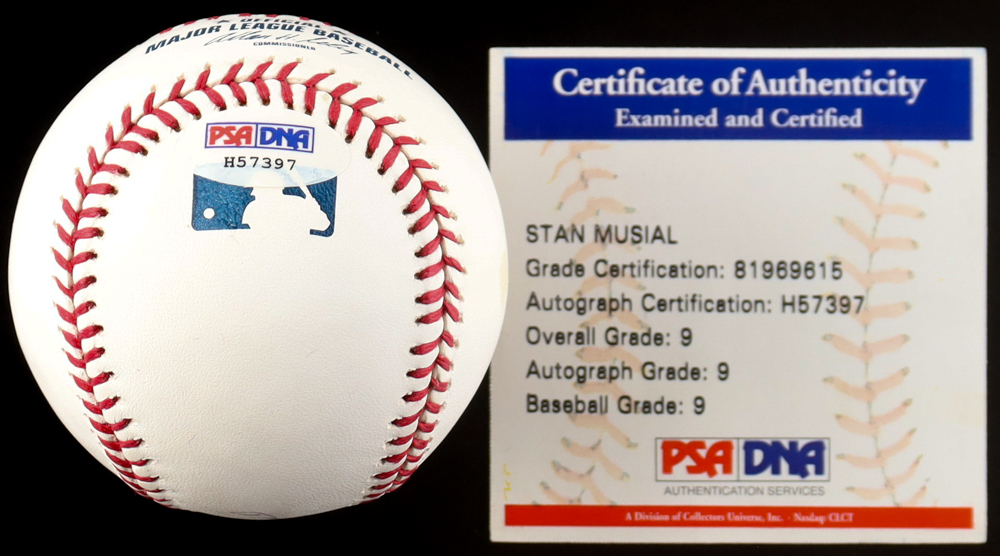 OFFICIAL
MAJOR LEAGUE BASEBALL
COMMISSIONER
PSA DNA
H57397
Certificate of Authenticity
Examined and Certified
STAN MUSIAL
Grade Certification: 81969615
Autograph Certification: H57397
Overall Grade: 9
Autograph Grade: 9
Baseball Grade: 9
PSA DNA
AUTHENTICATION SERVICES
A Division of Collectors Universe, Inc. · Nasdaq: CLCT